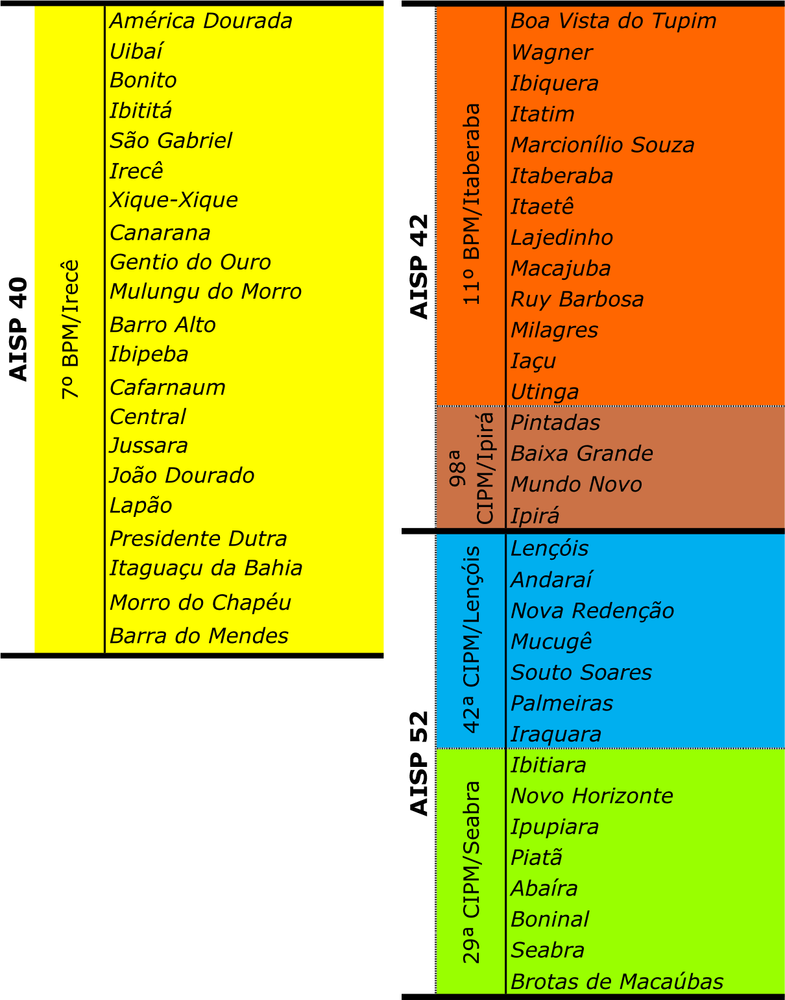 AISP 40
7º BPM/Irecê
América Dourada
Uibaí
Bonito
Ibititá
São Gabriel
Irecê
Xique-Xique
Canarana
Gentio do Ouro
Mulungu do Morro
Barro Alto
Ibipeba
Cafarnaum
Central
Jussara
João Dourado
Lapão
Presidente Dutra
Itaguaçu da Bahia
Morro do Chapéu
Barra do Mendes
AISP 42
11º BPM/Itaberaba
Boa Vista do Tupim
Wagner
Ibiquera
Itatim
Marcionílio Souza
Itaberaba
Itaetê
Lajedinho
Macajuba
Ruy Barbosa
Milagres
Iaçu
Utinga
98ª
CIPM/Ipirá
Pintadas
Baixa Grande
Mundo Novo
Ipirá
AISP 52
42ª CIPM/Lençóis
Lençóis
Andaraí
Nova Redenção
Mucugê
Souto Soares
Palmeiras
Iraquara
29ª CIPM/Seabra
Ibitiara
Novo Horizonte
Ipupiara
Piatã
Abaíra
Boninal
Seabra
Brotas de Macaúbas